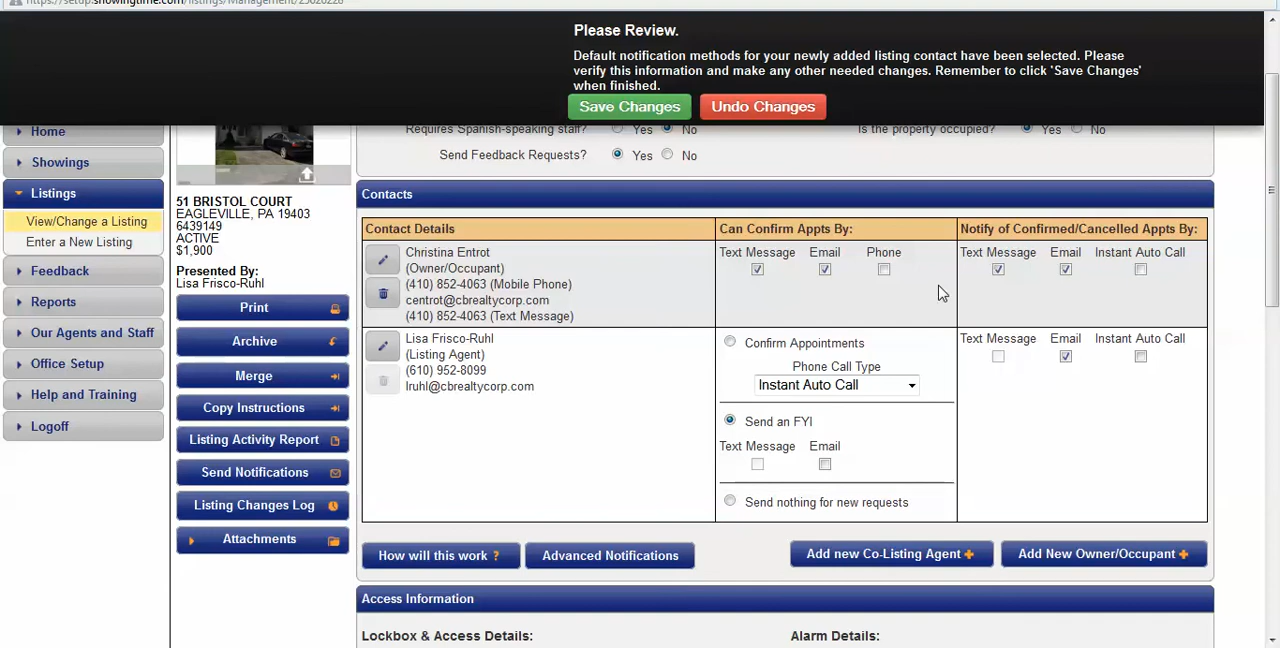 https://setup.showingtime.com/listings/Management/25020228
Please Review.
Default notification methods for your newly added listing contact have been selected. Please
verify this information and make any other needed changes. Remember to click 'Save Changes'
when finished.
Save Changes
Undo Changes
Home
Showings
Listings
View/Change a Listing
Enter a New Listing
Feedback
Reports
Our Agents and Staff
Office Setup
Help and Training
Logoff
51 BRISTOL COURT
EAGLEVILLE, PA 19403
6439149
ACTIVE
$1,900
Presented By:
Lisa Frisco-Ruhl
Print
Archive
Merge
Copy Instructions
Listing Activity Report
Send Notifications
Listing Changes Log
Attachments
Requires Spanish-speaking staff? Yes No
Is the property occupied? Yes No
Send Feedback Requests? Yes No
Contacts
Contact Details
Can Confirm Appts By:
Notify of Confirmed/Cancelled Appts By:
Christina Entrot
(Owner/Occupant)
(410) 852-4063 (Mobile Phone)
centrot@cbrealtycorp.com
(410) 852-4063 (Text Message)
Text Message Email Phone
Text Message Email Instant Auto Call
Lisa Frisco-Ruhl
(Listing Agent)
(610) 952-8099
lruhl@cbrealtycorp.com
Confirm Appointments
Phone Call Type
Instant Auto Call
Send an FYI
Text Message Email
Send nothing for new requests
Text Message Email Instant Auto Call
How will this work ?
Advanced Notifications
Add new Co-Listing Agent +
Add New Owner/Occupant +
Access Information
Lockbox & Access Details:
Alarm Details: